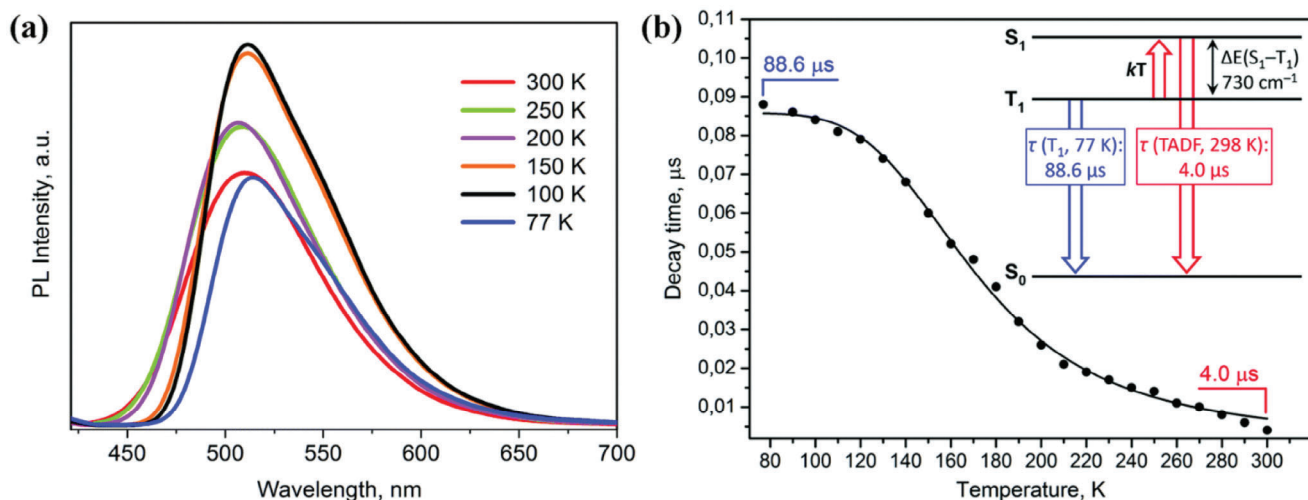 (a)
PL Intensity, a.u.
300 K
250 K
200 K
150 K
100 K
77 K
450 500 550 600 650 700
Wavelength, nm
(b)
Decay time, μs
0,11
0,10
0,09
0,08
0,07
0,06
0,05
0,04
0,03
0,02
0,01
80 100 120 140 160 180 200 220 240 260 280 300
Temperature, K
88.6 μs
4.0 μs
S₁
kT
ΔE(S₁–T₁)
730 cm⁻¹
T₁
τ (T₁, 77 K):
88.6 μs
τ (TADF, 298 K):
4.0 μs
S₀